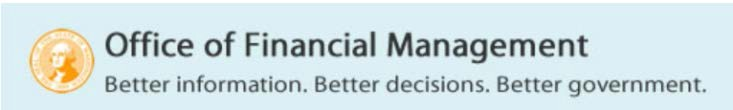 Office of Financial Management
Better information. Better decisions. Better government.